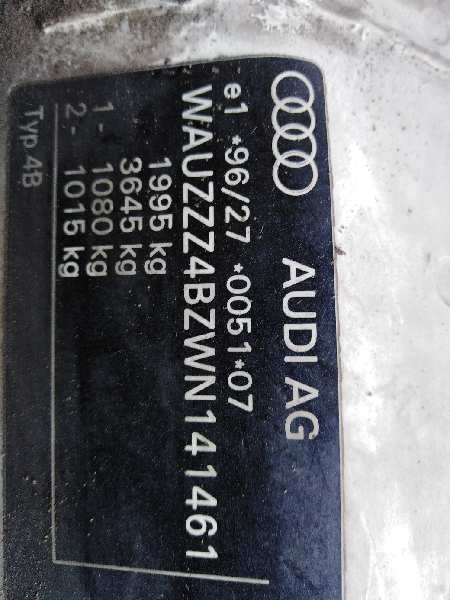 AUDI AG
e1 *96/27 *0051*07
WAUZZZ4BZWN141461
1995 kg
3645 kg
1- 1080 kg
2- 1015 kg
Typ 4B